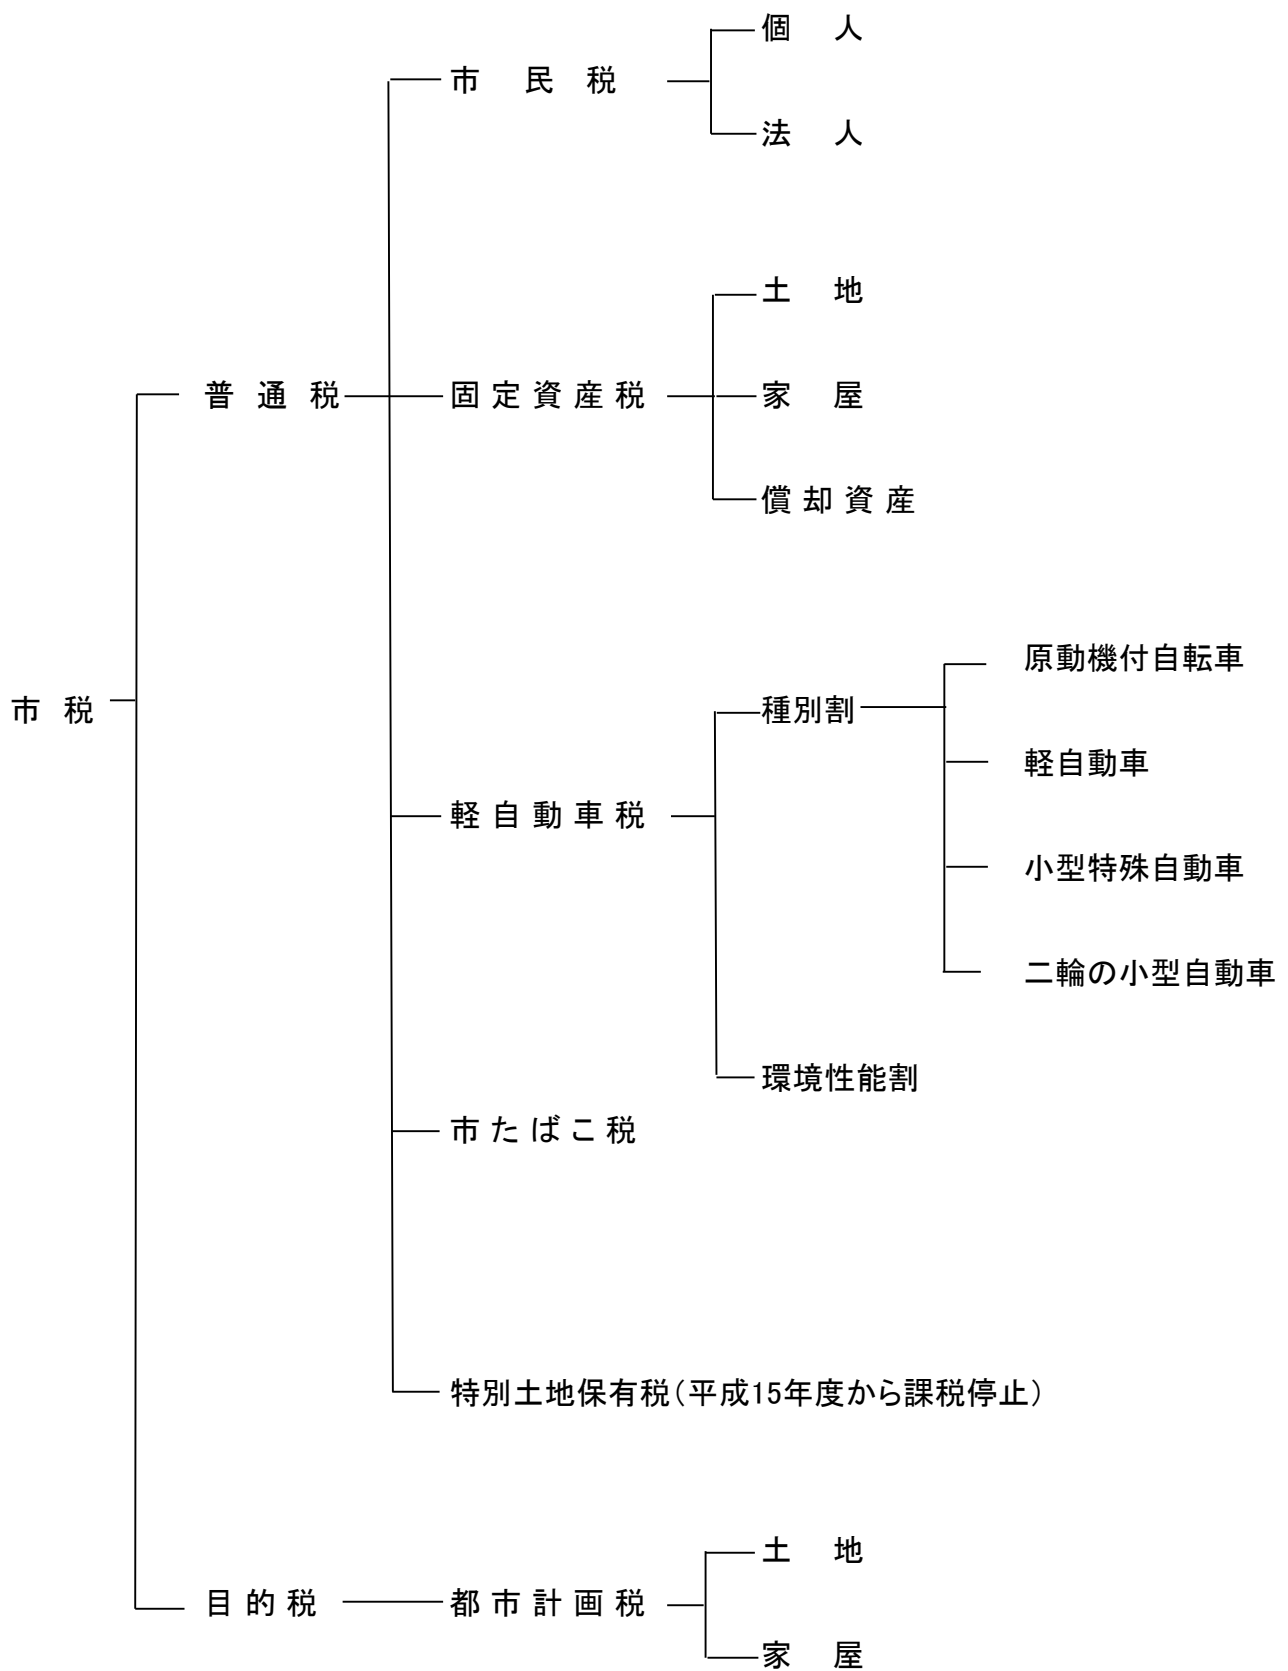 個人
市民税
法人
土地
普通税
固定資産税
家屋
償却資産
原動機付自転車
市税
種別割
軽自動車
軽自動車税
小型特殊自動車
二輪の小型自動車
環境性能割
市たばこ税
特別土地保有税(平成15年度から課税停止)
土地
目的税
都市計画税
家屋